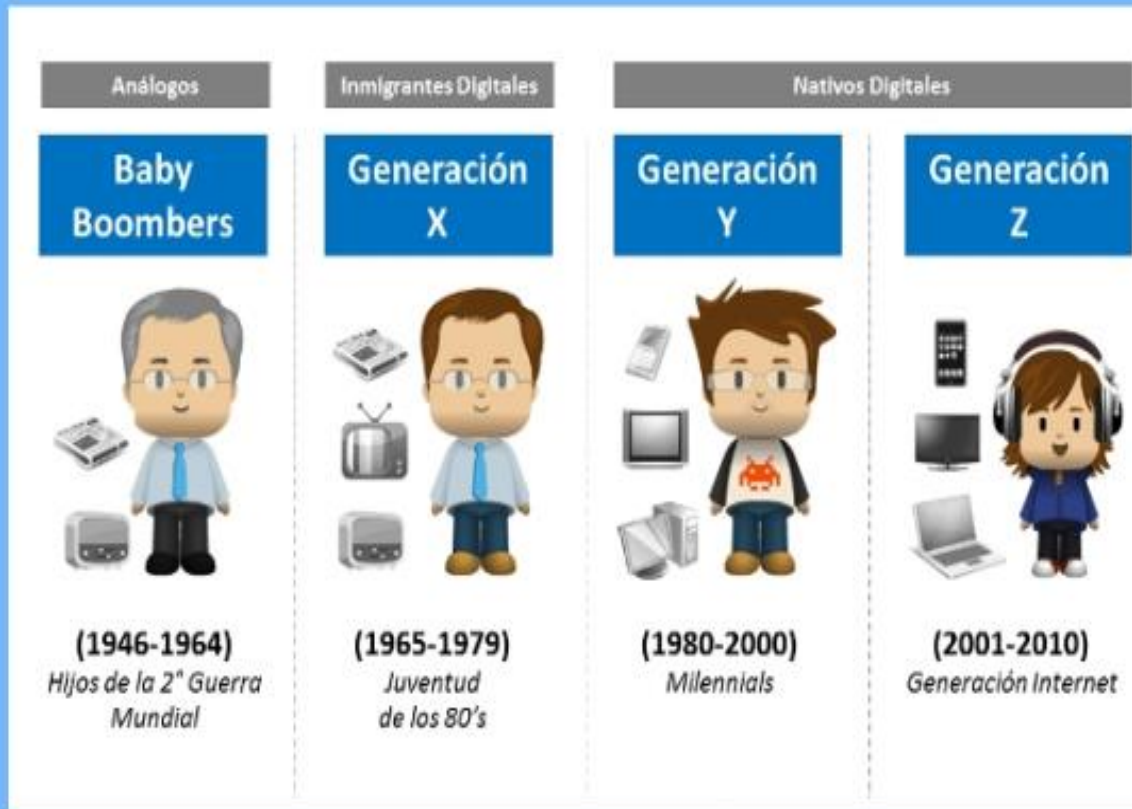 Análogos
Inmigrantes Digitales
Nativos Digitales
Baby
Boombers
Generación
X
Generación
Y
Generación
Z
(1946-1964)
Hijos de la 2° Guerra
Mundial
(1965-1979)
Juventud
de los 80's
(1980-2000)
Milennials
(2001-2010)
Generación Internet